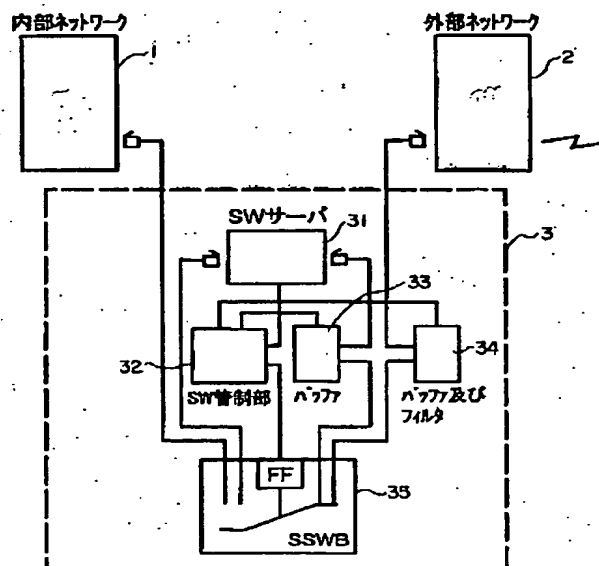 内部ネットワーク
外部ネットワーク
1
2
3
SWサーバ
31
33
32
34
SW管制部
バッファ
バッファ及び
フィルタ
FF
35
SSWB